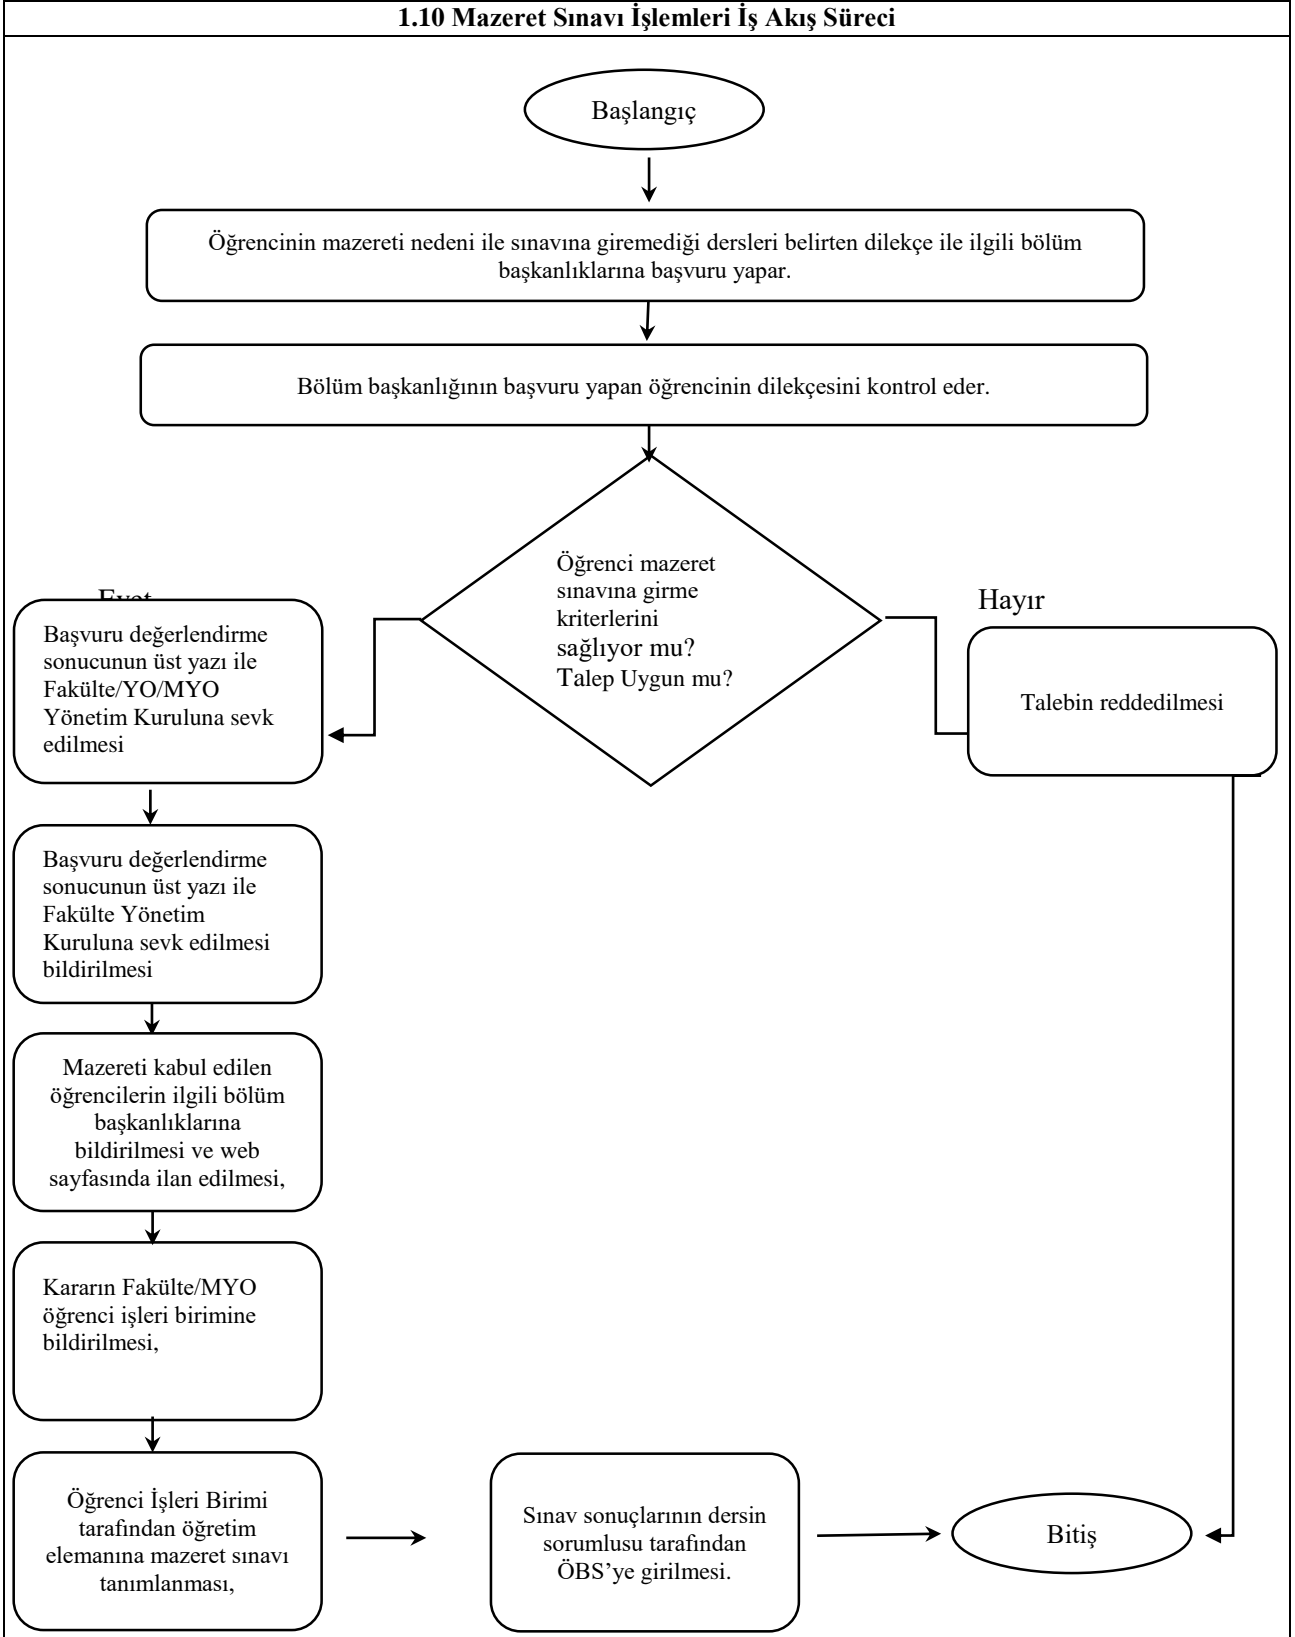 1.10 Mazeret Sınavı İşlemleri İş Akış Süreci
Başlangıç
Öğrencinin mazereti nedeni ile sınavına giremediği dersleri belirten dilekçe ile ilgili bölüm
başkanlıklarına başvuru yapar.
Bölüm başkanlığının başvuru yapan öğrencinin dilekçesini kontrol eder.
Öğrenci mazeret
sınavına girme
kriterlerini
sağlıyor mu?
Talep Uygun mu?
Evet
Hayır
Başvuru değerlendirme
sonucunun üst yazı ile
Fakülte/YO/MYO
Yönetim Kuruluna sevk
edilmesi
Talebin reddedilmesi
Başvuru değerlendirme
sonucunun üst yazı ile
Fakülte Yönetim
Kuruluna sevk edilmesi
bildirilmesi
Mazereti kabul edilen
öğrencilerin ilgili bölüm
başkanlıklarına
bildirilmesi ve web
sayfasında ilan edilmesi,
Kararın Fakülte/MYO
öğrenci işleri birimine
bildirilmesi,
Öğrenci İşleri Birimi
tarafından öğretim
elemanına mazeret sınavı
tanımlanması,
Sınav sonuçlarının dersin
sorumlusu tarafından
ÖBS’ye girilmesi.
Bitiş